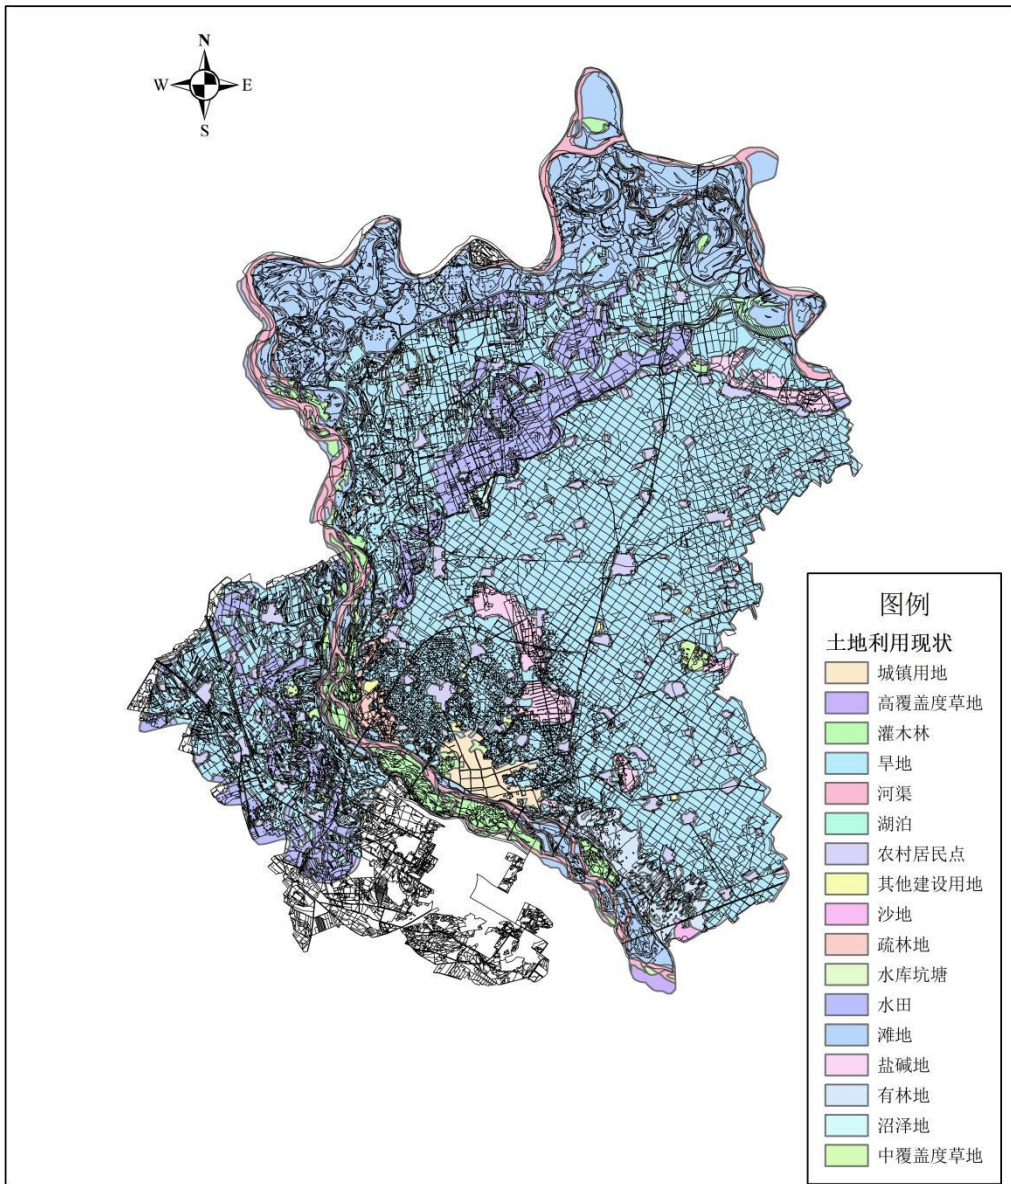 N
W E
S
图例
土地利用现状
城镇用地
高覆盖度草地
灌木林
旱地
河渠
湖泊
农村居民点
其他建设用地
沙地
疏林地
水库坑塘
水田
滩地
盐碱地
有林地
沼泽地
中覆盖度草地